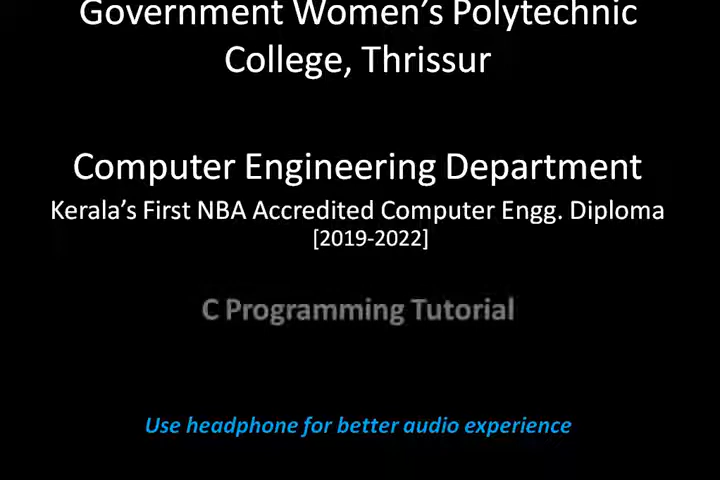 Government Women’s Polytechnic
College, Thrissur
Computer Engineering Department
Kerala’s First NBA Accredited Computer Engg. Diploma
[2019-2022]
C Programming Tutorial
Use headphone for better audio experience